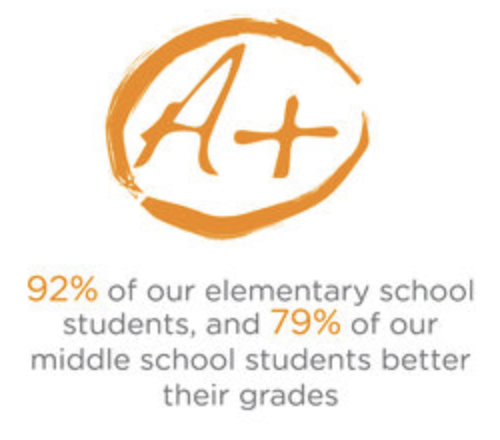 A+
92% of our elementary school
students, and 79% of our
middle school students better
their grades